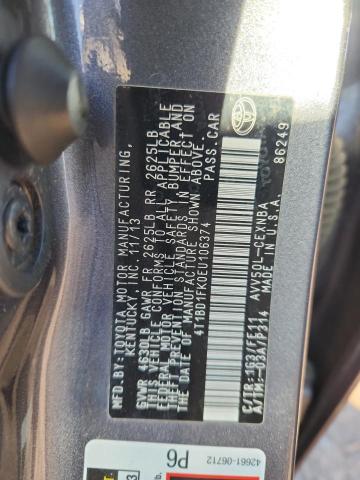 MFD.BY:TOYOTA MOTOR MANUFACTURING,
KENTUCKY, INC. 11/13
GVWR 4630LB GAWR FR 2625LB RR 2625LB
THIS VEHICLE CONFORMS TO ALL APPLICABLE
FEDERAL MOTOR VEHICLE SAFETY,BUMPER,AND
THEFT PREVENTION STANDARDS IN EFFECT ON
THE DATE OF MANUFACTURE SHOWN ABOVE.
4T1BD1FK0EU106374 PASS.CAR
C/TR:1G3/FE11 AVV50L-CEXNBA
A/TM:-03A/P314 MADE IN U.S.A.
86249
42661-06712
P6